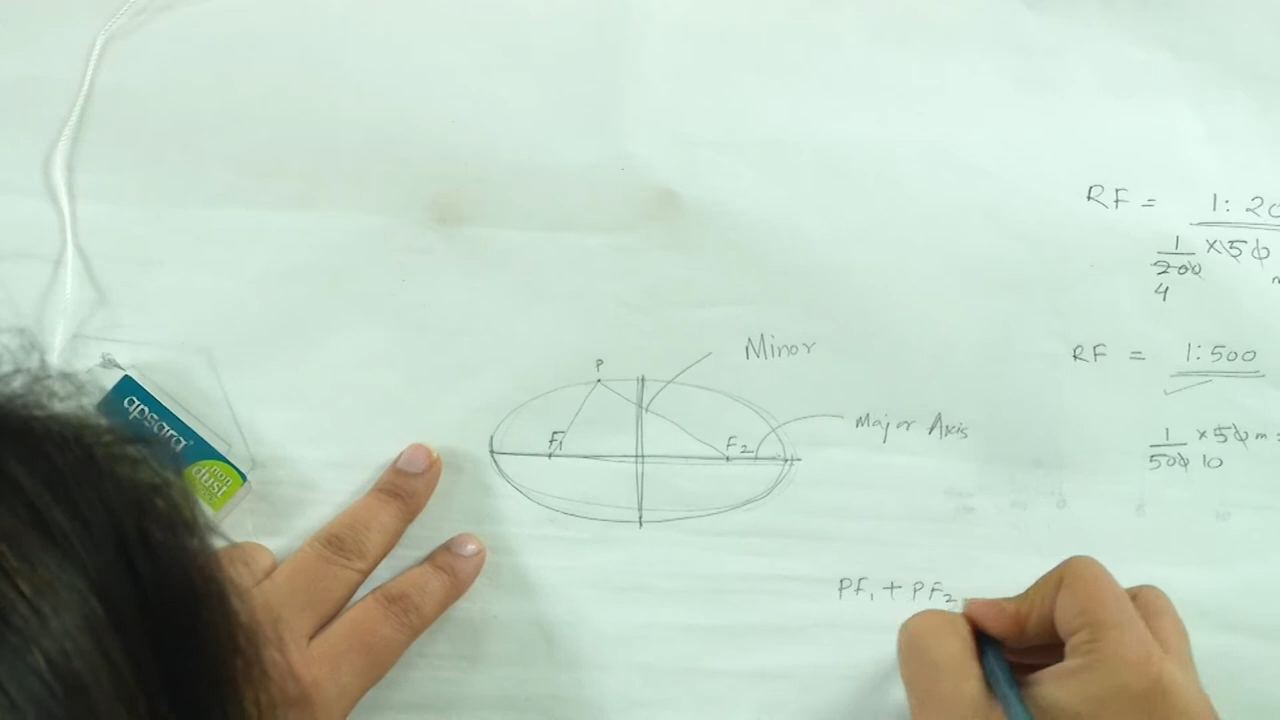 RF = 1: 20
1/200 × 50
4
Minor
P
RF = 1:500
apsara
non
dust
Major Axis
F1 F2
1/500 × 50 m =
10
PF1 + PF2